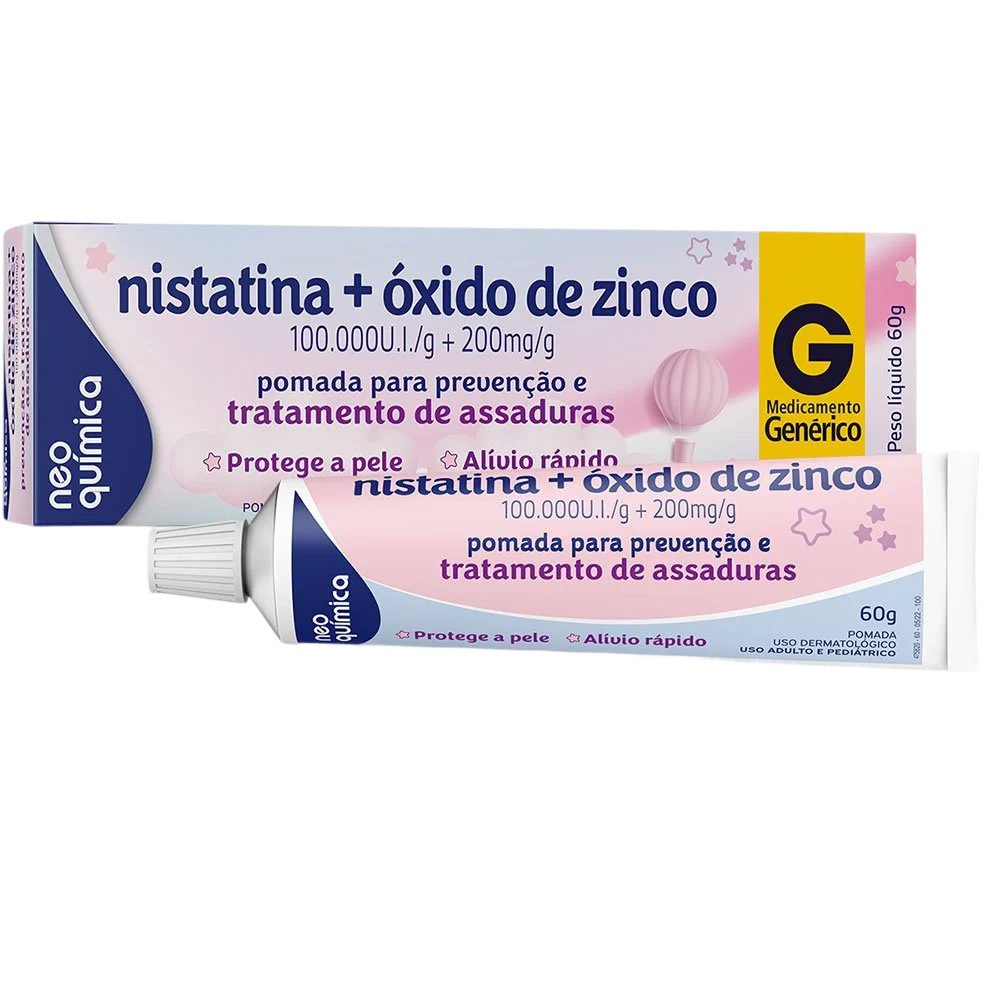 nistatina + óxido de zinco
100.000U.I./g + 200mg/g
pomada para prevenção e
tratamento de assaduras
Protege a pele
Alívio rápido
neo
química
G
Medicamento
Genérico
Peso líquido 60g
nistatina + óxido de zinco
100.000U.I./g + 200mg/g
pomada para prevenção e
tratamento de assaduras
Protege a pele
Alívio rápido
neo
química
60g
POMADA
USO DERMATOLÓGICO
USO ADULTO E PEDIÁTRICO